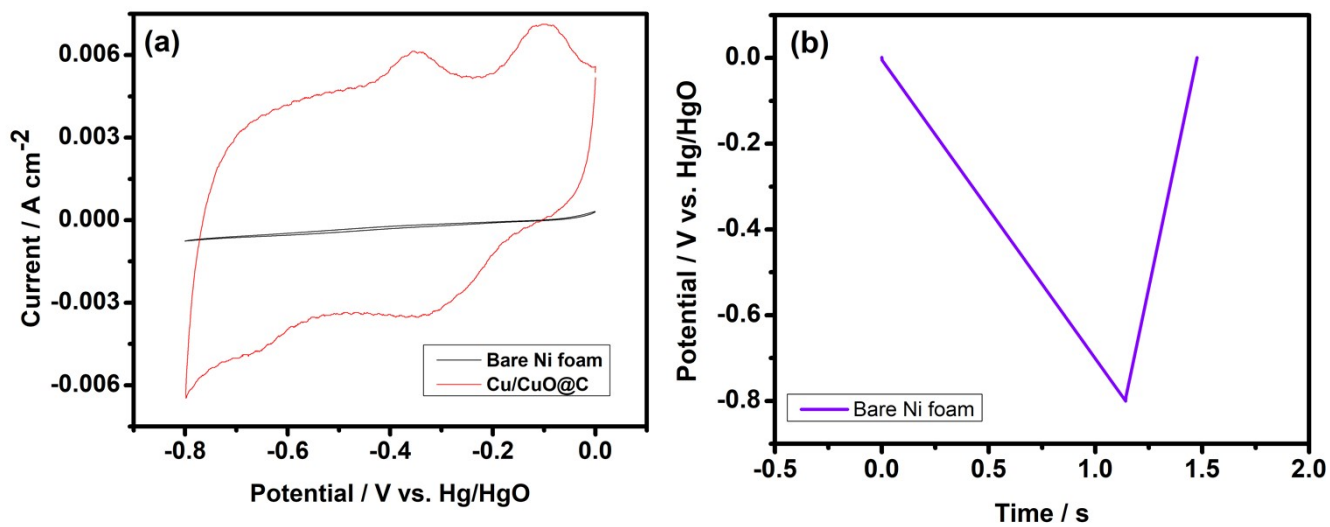 (a)
0.006
0.003
0.000
-0.003
-0.006
Current / A cm-2
-0.8
-0.6
-0.4
-0.2
0.0
Potential / V vs. Hg/HgO
Bare Ni foam
Cu/CuO@C
(b)
0.0
-0.2
-0.4
-0.6
-0.8
Potential / V vs. Hg/HgO
-0.5
0.0
0.5
1.0
1.5
2.0
Time / s
Bare Ni foam